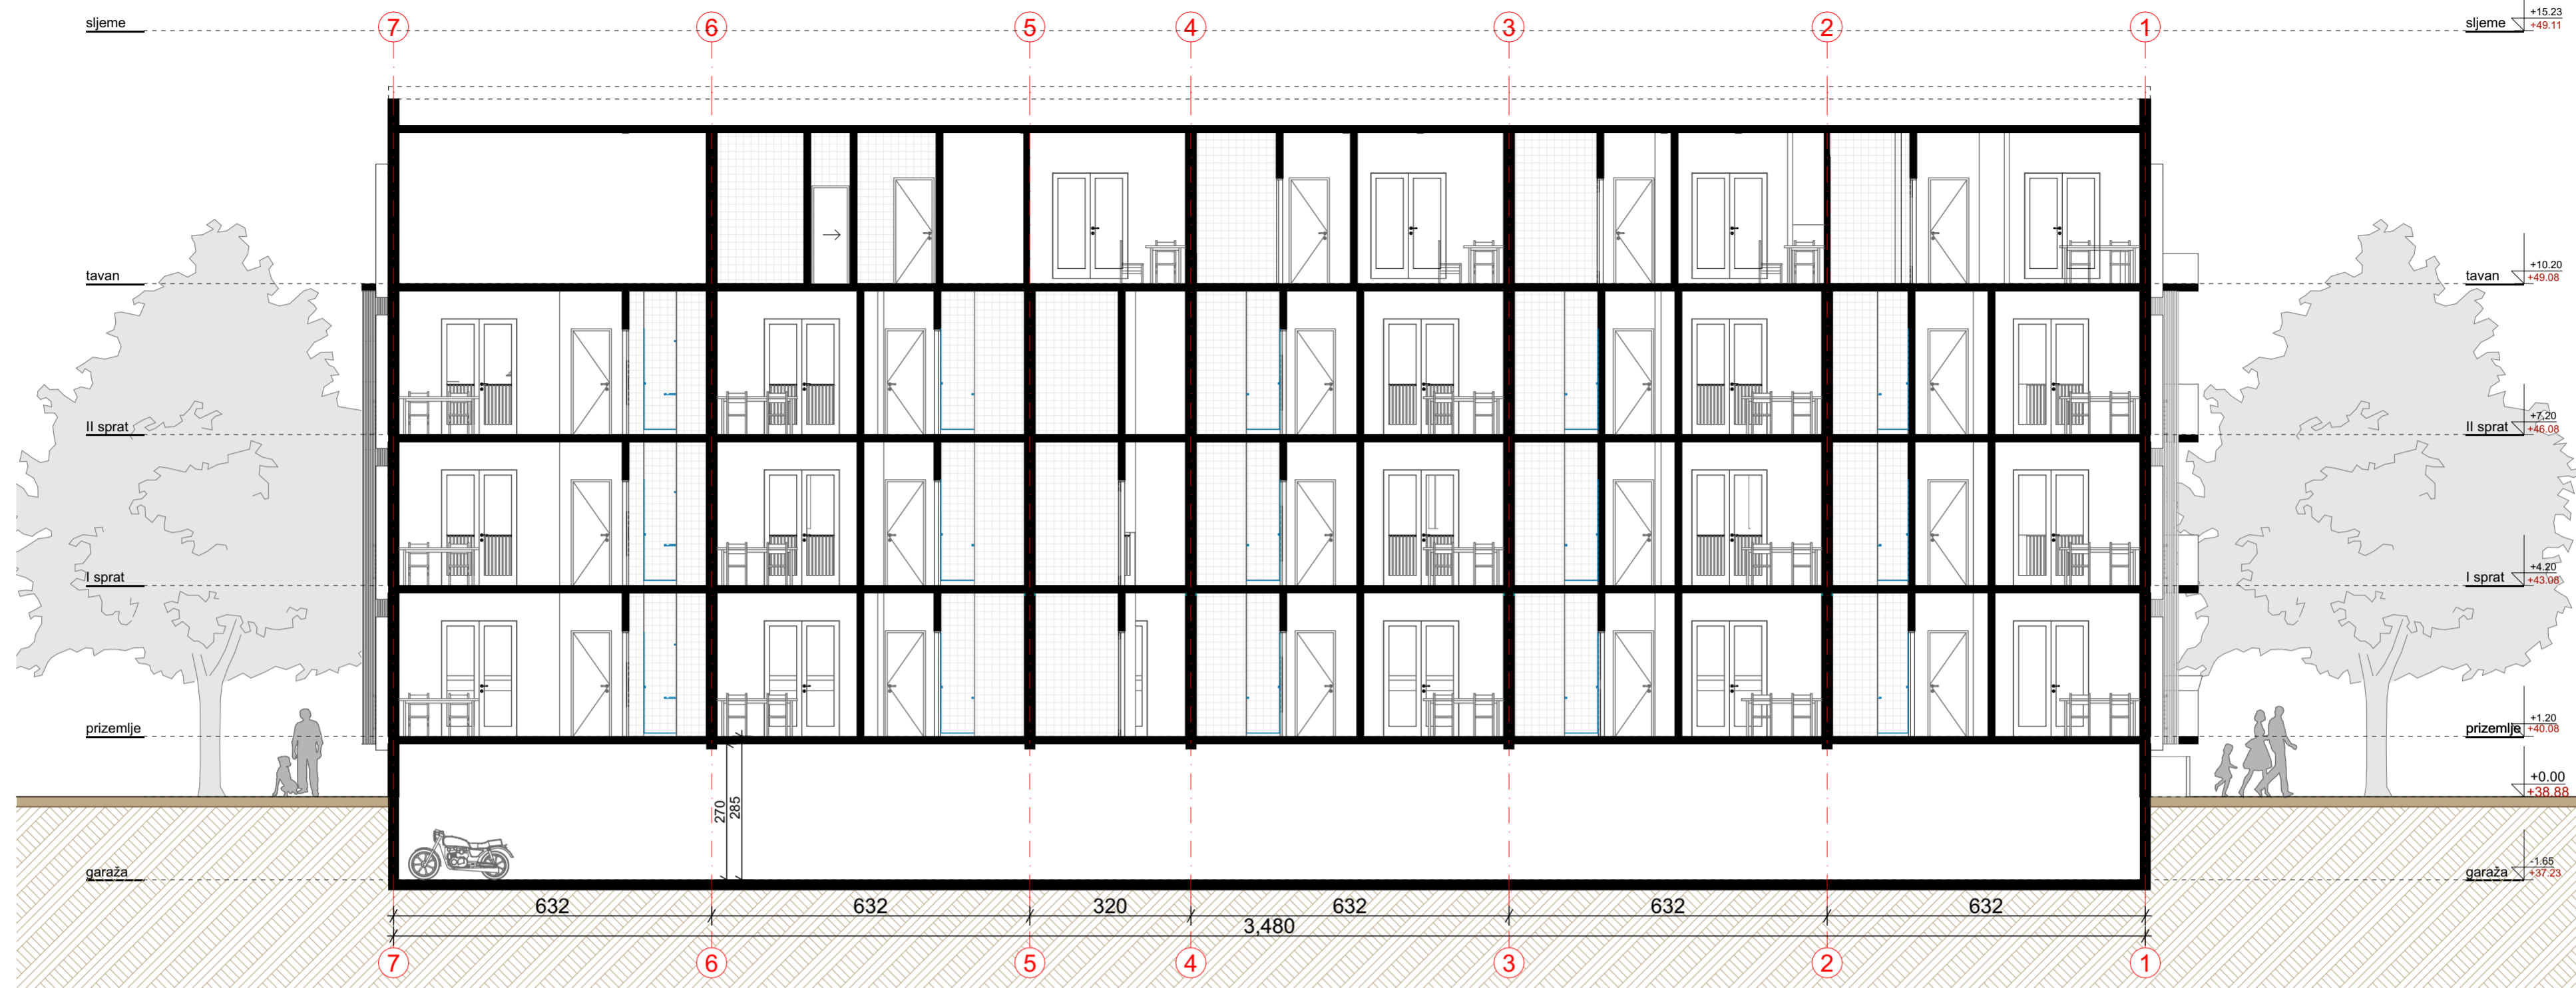 sljeme
7 6 5 4 3 2 1
sljeme
+15.23
+49.11
tavan
tavan
+10.20
+49.08
II sprat
II sprat
+7.20
+46.08
I sprat
I sprat
+4.20
+43.08
prizemlje
prizemlje
+1.20
+40.08
+0.00
+38.88
270
285
garaža
garaža
-1.65
+37.23
632 632 320 632 632 632
3,480
7 6 5 4 3 2 1